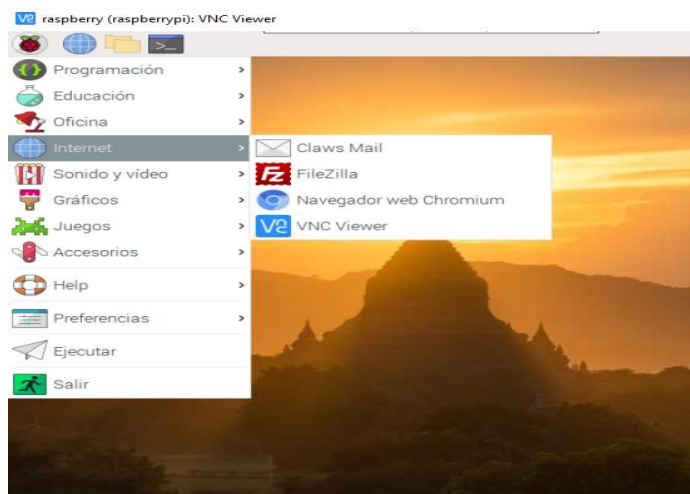 raspberry (raspberrypi): VNC Viewer
Programación
Educación
Oficina
Internet
Claws Mail
Sonido y vídeo
FileZilla
Gráficos
Navegador web Chromium
Juegos
VNC Viewer
Accesorios
Help
Preferencias
Ejecutar
Salir